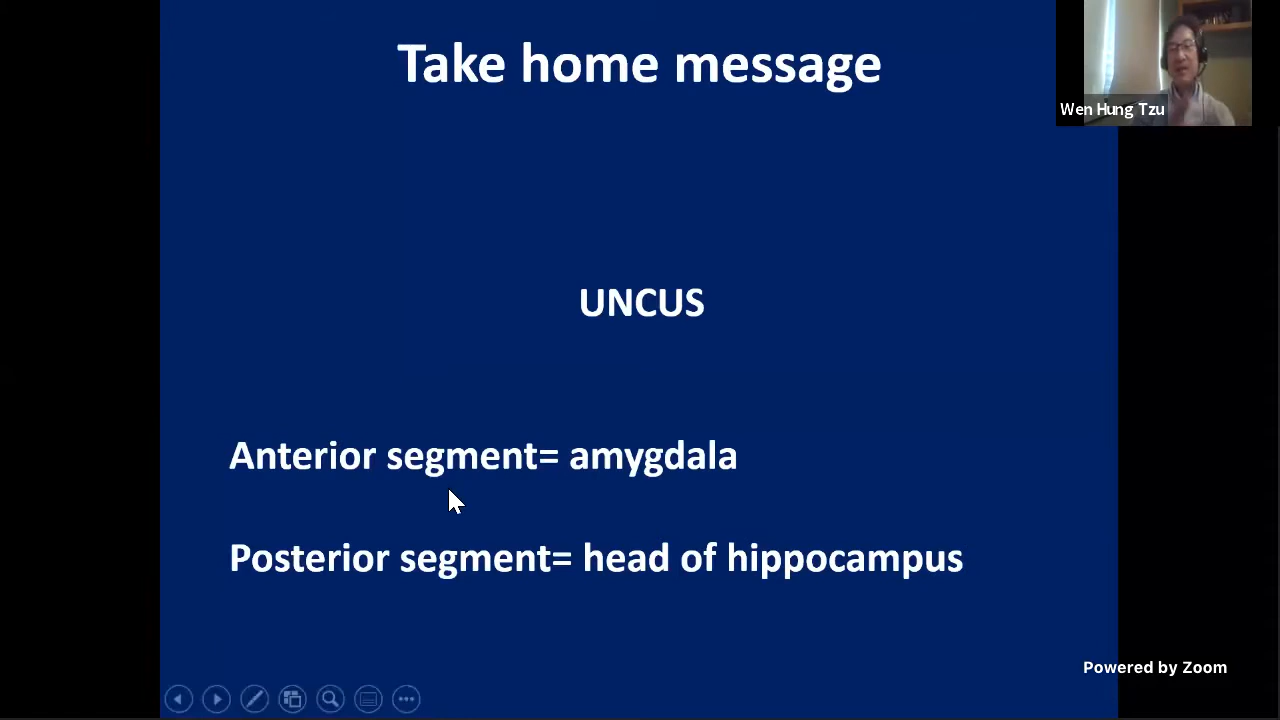 Take home message
Wen Hung Tzu
UNCUS
Anterior segment= amygdala
Posterior segment= head of hippocampus
Powered by Zoom